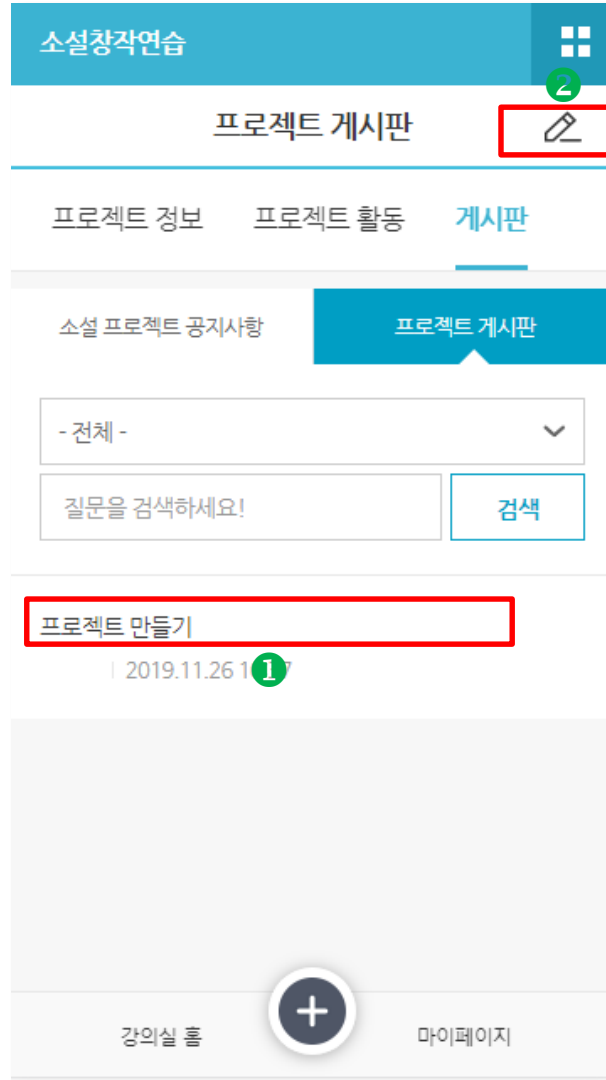 소설창작연습
2
프로젝트 게시판
프로젝트 정보 프로젝트 활동 게시판
소설 프로젝트 공지사항 프로젝트 게시판
- 전체 -
질문을 검색하세요!
검색
프로젝트 만들기
2019.11.26
1
강의실 홈 마이페이지